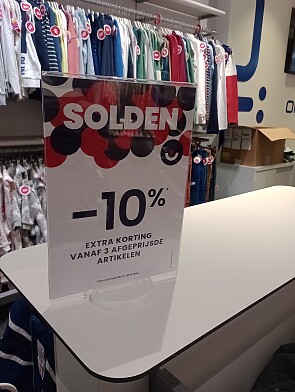 SOLDEN
-10%*
EXTRA KORTING
VANAF 3 AFGEPRIJSDE
ARTIKELEN